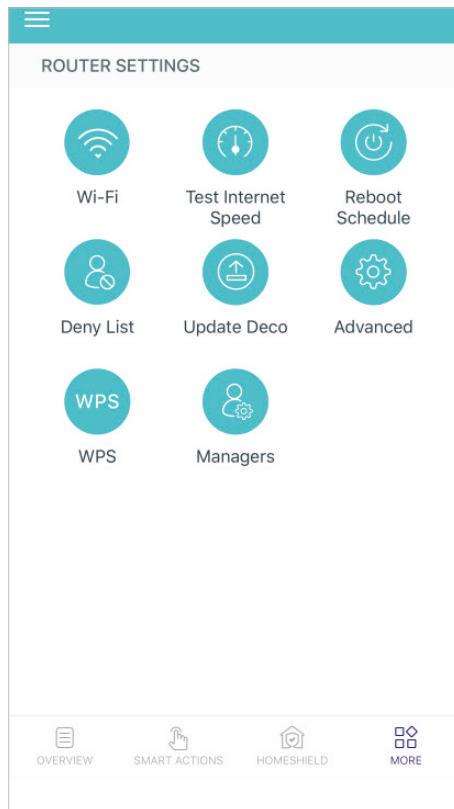 ROUTER SETTINGS
Wi-Fi
Test Internet
Speed
Reboot
Schedule
Deny List
Update Deco
Advanced
WPS
WPS
Managers
OVERVIEW
SMART ACTIONS
HOMESHIELD
MORE